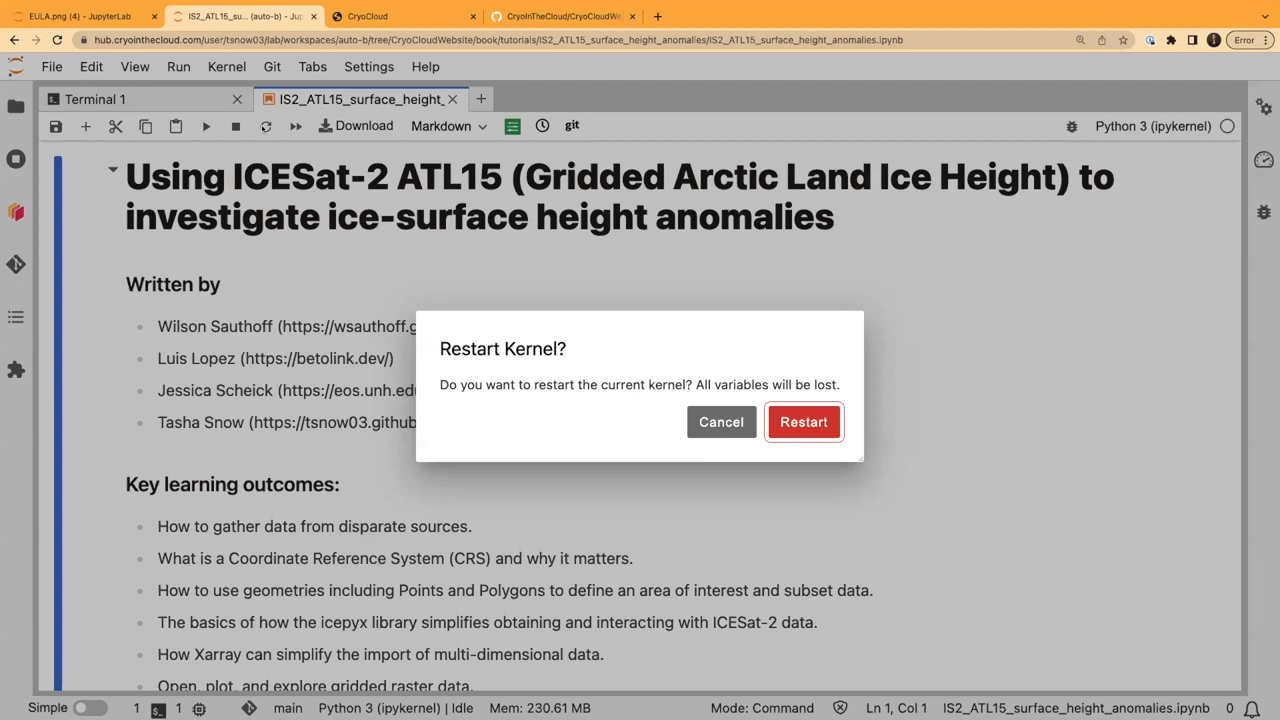 EULA.png (4) - JupyterLab
IS2_ATL15_su... (auto-b) - Jup
CryoCloud
CryoInTheCloud/CryoCloudWe
hub.cryointhecloud.com/user/tsnow03/lab/workspaces/auto-b/tree/CryoCloudWebsite/book/tutorials/IS2_ATL15_surface_height_anomalies/IS2_ATL15_surface_height_anomalies.ipynb
Error
File Edit View Run Kernel Git Tabs Settings Help
Terminal 1
IS2_ATL15_surface_height_
Download
Markdown
git
Python 3 (ipykernel)
Using ICESat-2 ATL15 (Gridded Arctic Land Ice Height) to
investigate ice-surface height anomalies
Written by
Wilson Sauthoff (https://wsauthoff.g
Luis Lopez (https://betolink.dev/)
Jessica Scheick (https://eos.unh.edu
Tasha Snow (https://tsnow03.github
Restart Kernel?
Do you want to restart the current kernel? All variables will be lost.
Cancel
Restart
Key learning outcomes:
How to gather data from disparate sources.
What is a Coordinate Reference System (CRS) and why it matters.
How to use geometries including Points and Polygons to define an area of interest and subset data.
The basics of how the icepyx library simplifies obtaining and interacting with ICESat-2 data.
How Xarray can simplify the import of multi-dimensional data.
Open, plot, and explore gridded raster data.
Simple 1 1 main Python 3 (ipykernel) | Idle Mem: 230.61 MB Mode: Command Ln 1, Col 1 IS2_ATL15_surface_height_anomalies.ipynb 0